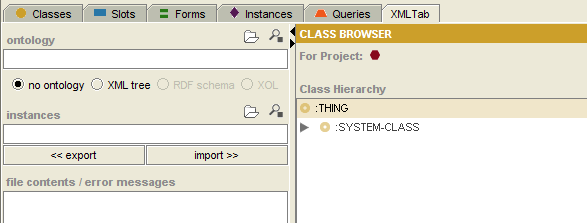 Classes Slots Forms Instances Queries XMLTab
ontology
no ontology XML tree RDF schema XOL
instances
<< export import >>
file contents / error messages
CLASS BROWSER
For Project:
Class Hierarchy
:THING
:SYSTEM-CLASS